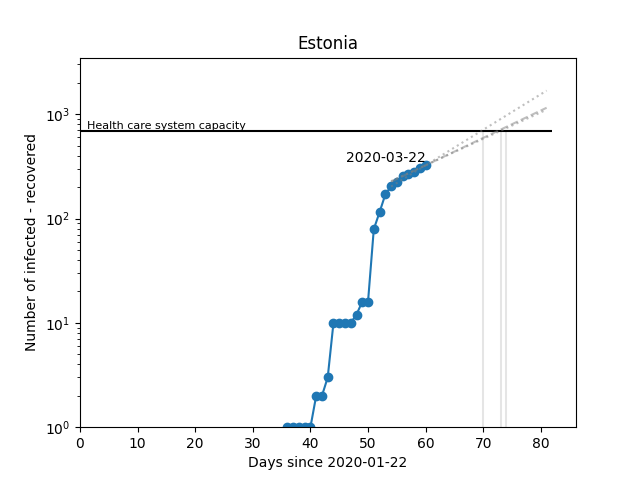 Estonia
Number of infected - recovered
10³
10²
10¹
10⁰
Health care system capacity
2020-03-22
0 10 20 30 40 50 60 70 80
Days since 2020-01-22